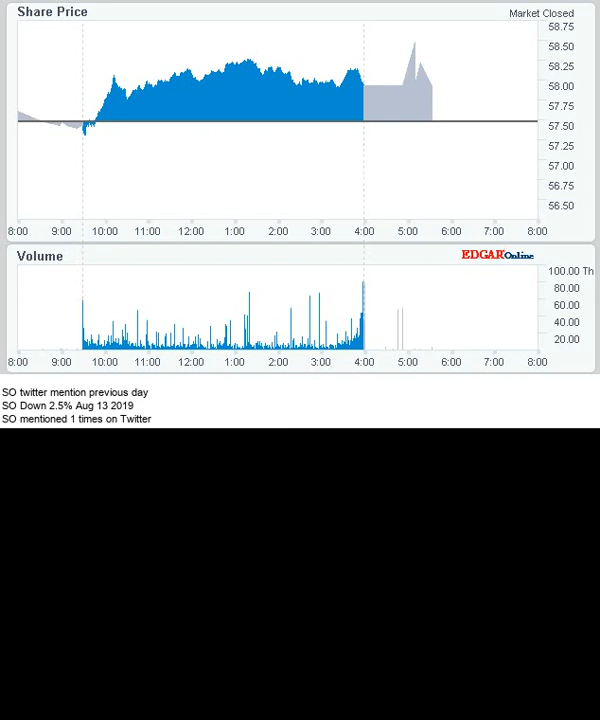 Share Price
Market Closed
58.75
58.50
58.25
58.00
57.75
57.50
57.25
57.00
56.75
56.50
8:00 9:00 10:00 11:00 12:00 1:00 2:00 3:00 4:00 5:00 6:00 7:00 8:00
Volume
EDGAR Online
100.00 Th
80.00
60.00
40.00
20.00
8:00 9:00 10:00 11:00 12:00 1:00 2:00 3:00 4:00 5:00 6:00 7:00 8:00
SO twitter mention previous day
SO Down 2.5% Aug 13 2019
SO mentioned 1 times on Twitter